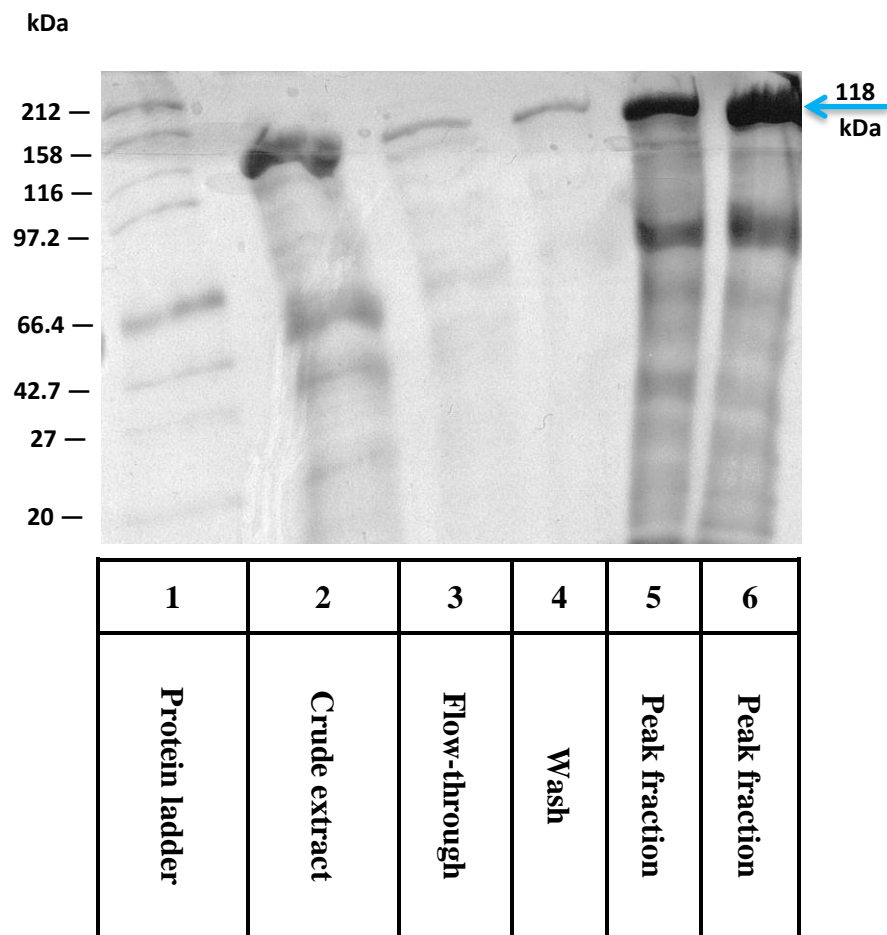 kDa
212 —
118
kDa
158 —
116 —
97.2 —
66.4 —
42.7 —
27 —
20 —
1 2 3 4 5 6
Protein ladder
Crude extract
Flow-through
Wash
Peak fraction
Peak fraction